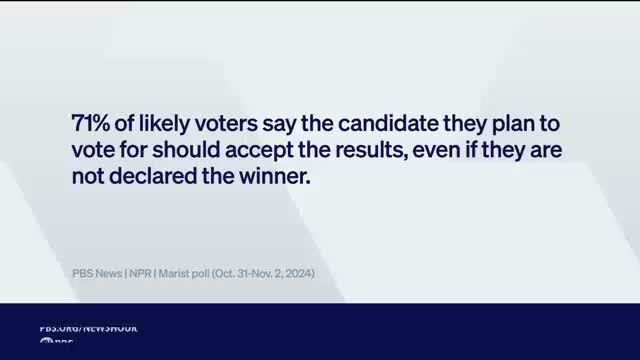 71% of likely voters say the candidate they plan to
vote for should accept the results, even if they are
not declared the winner.
PBS News | NPR | Marist poll (Oct. 31-Nov. 2, 2024)
PBS.ORG/NEWSHOUR
PBS